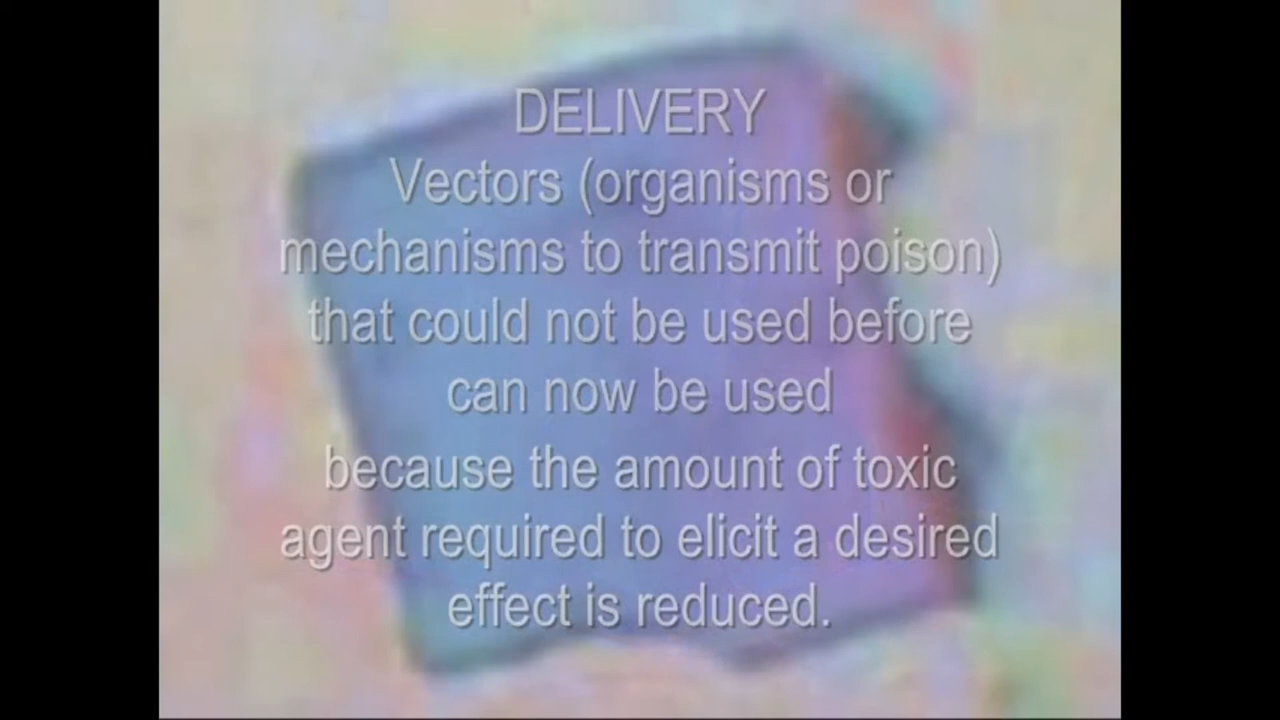 DELIVERY
Vectors (organisms or
mechanisms to transmit poison)
that could not be used before
can now be used
because the amount of toxic
agent required to elicit a desired
effect is reduced.